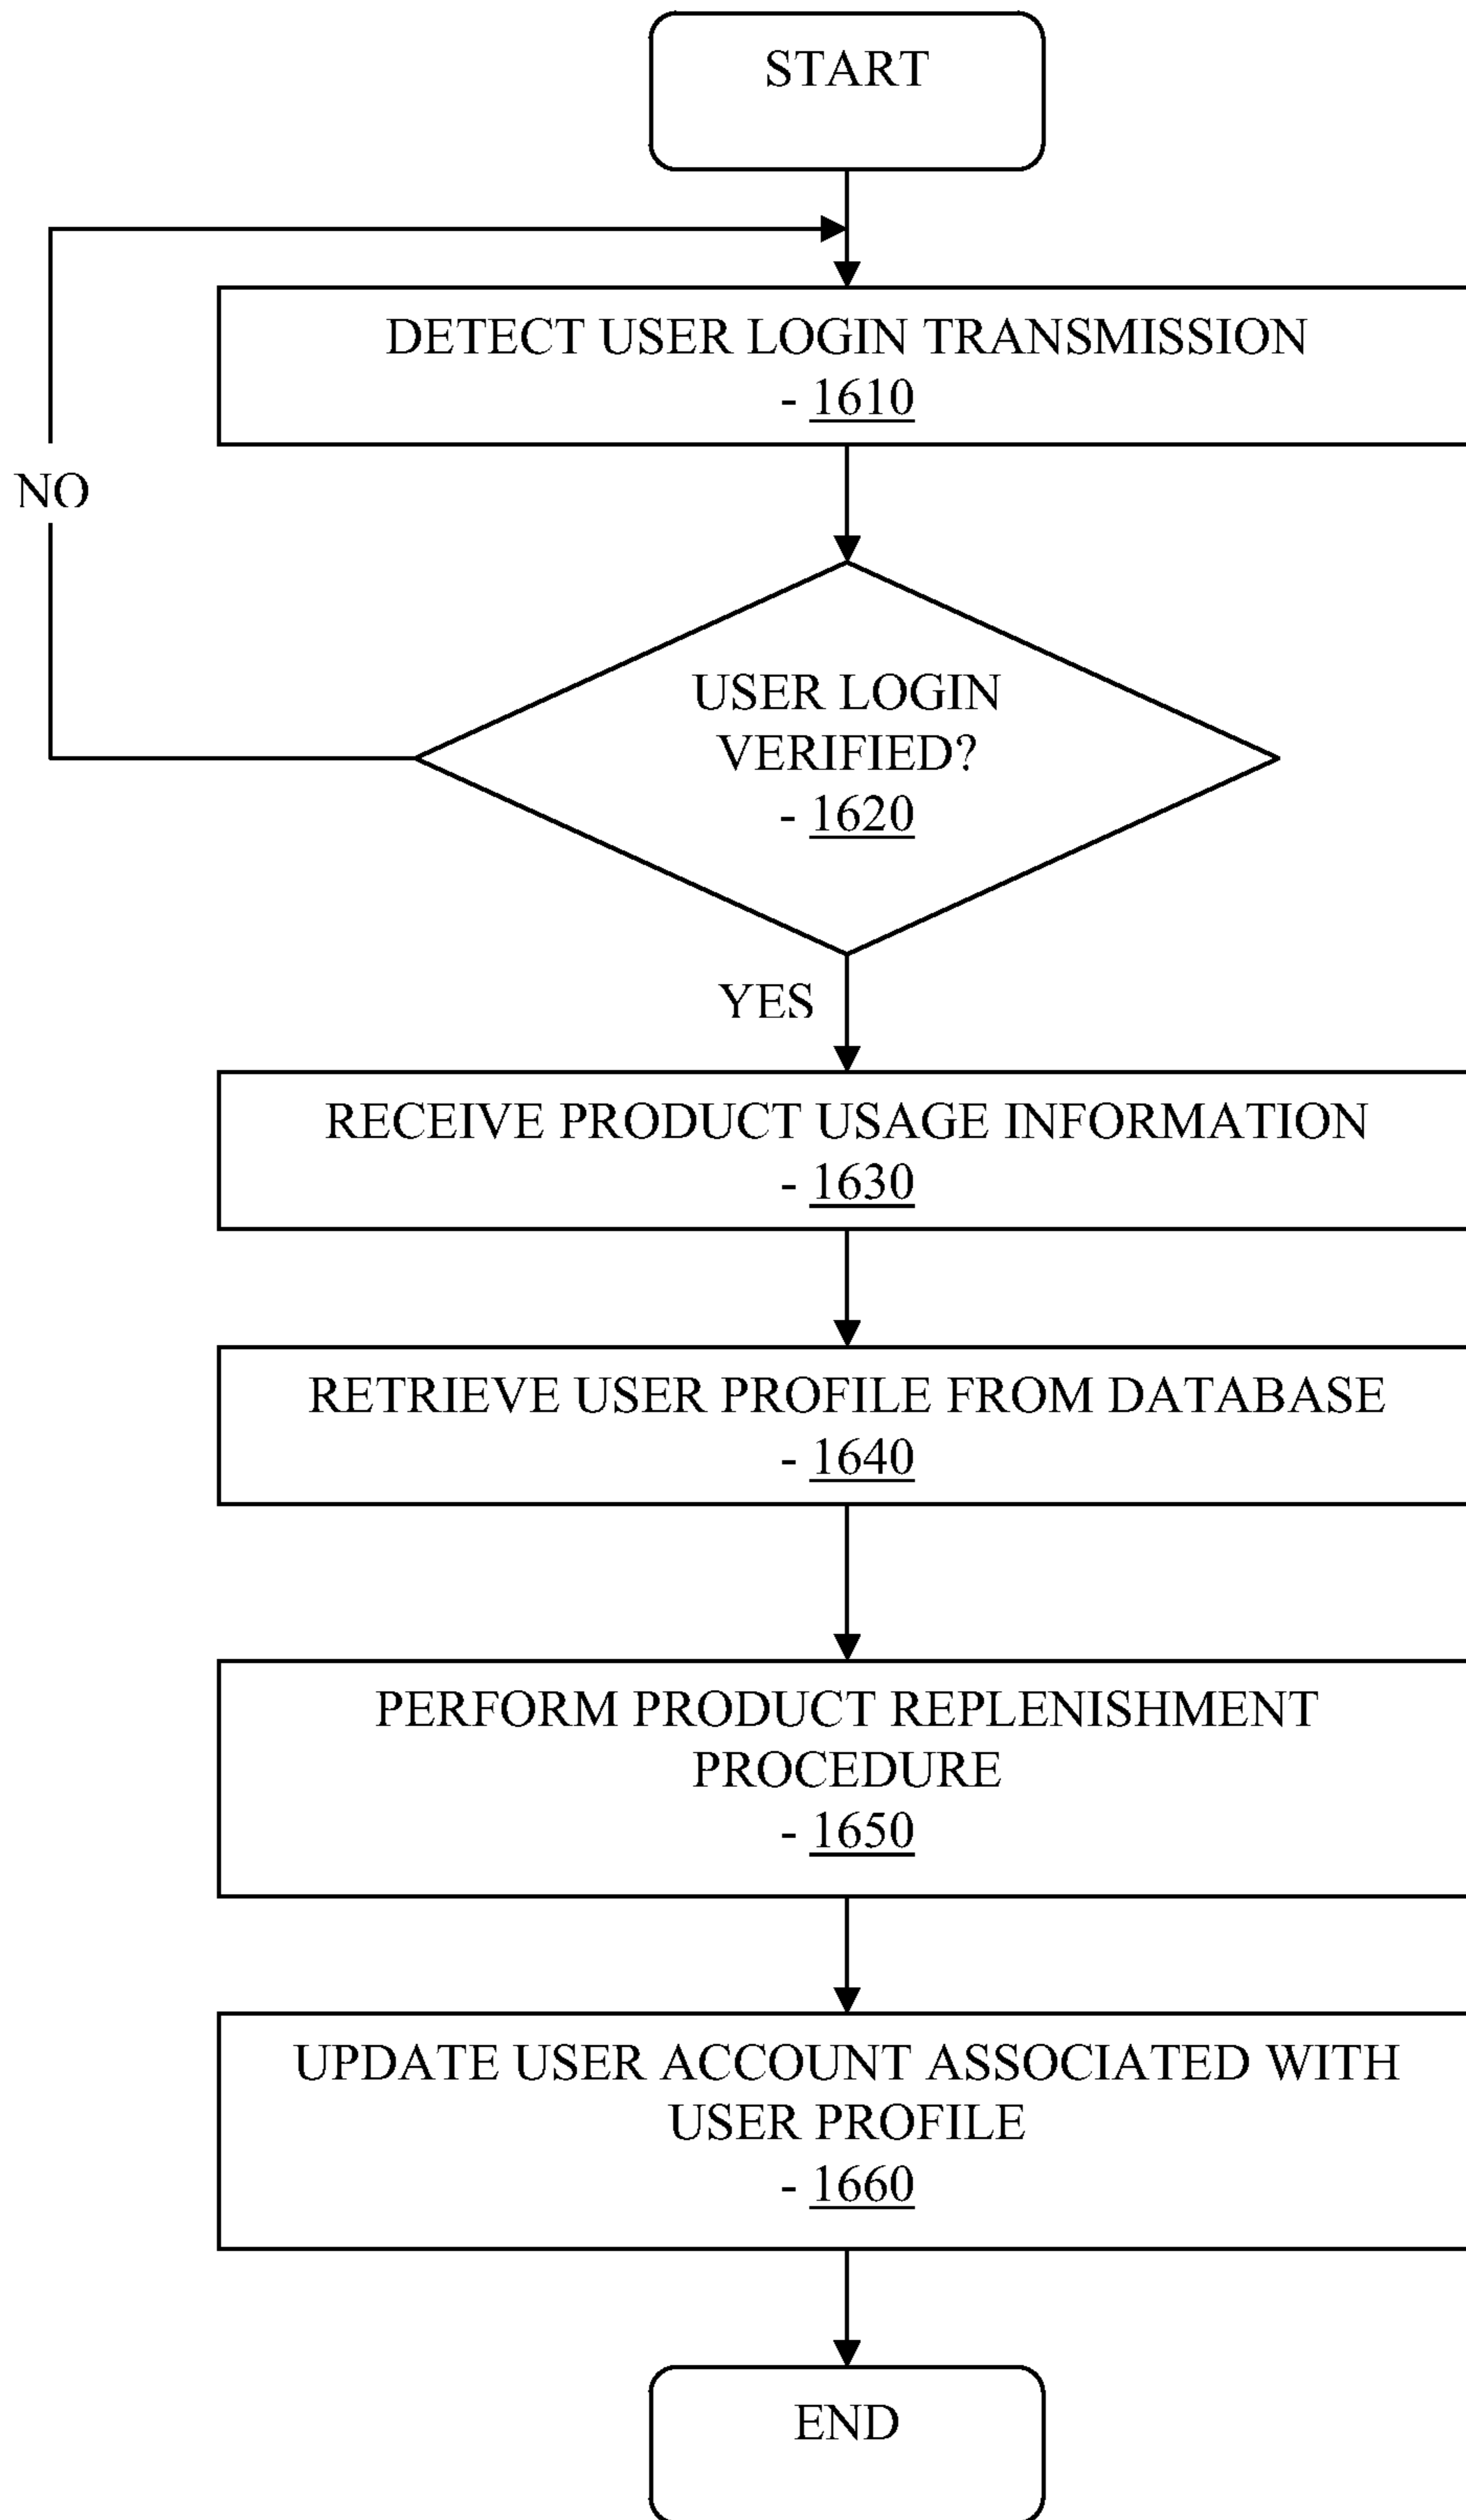 START
DETECT USER LOGIN TRANSMISSION
- 1610
NO
USER LOGIN
VERIFIED?
- 1620
YES
RECEIVE PRODUCT USAGE INFORMATION
- 1630
RETRIEVE USER PROFILE FROM DATABASE
- 1640
PERFORM PRODUCT REPLENISHMENT
PROCEDURE
- 1650
UPDATE USER ACCOUNT ASSOCIATED WITH
USER PROFILE
- 1660
END